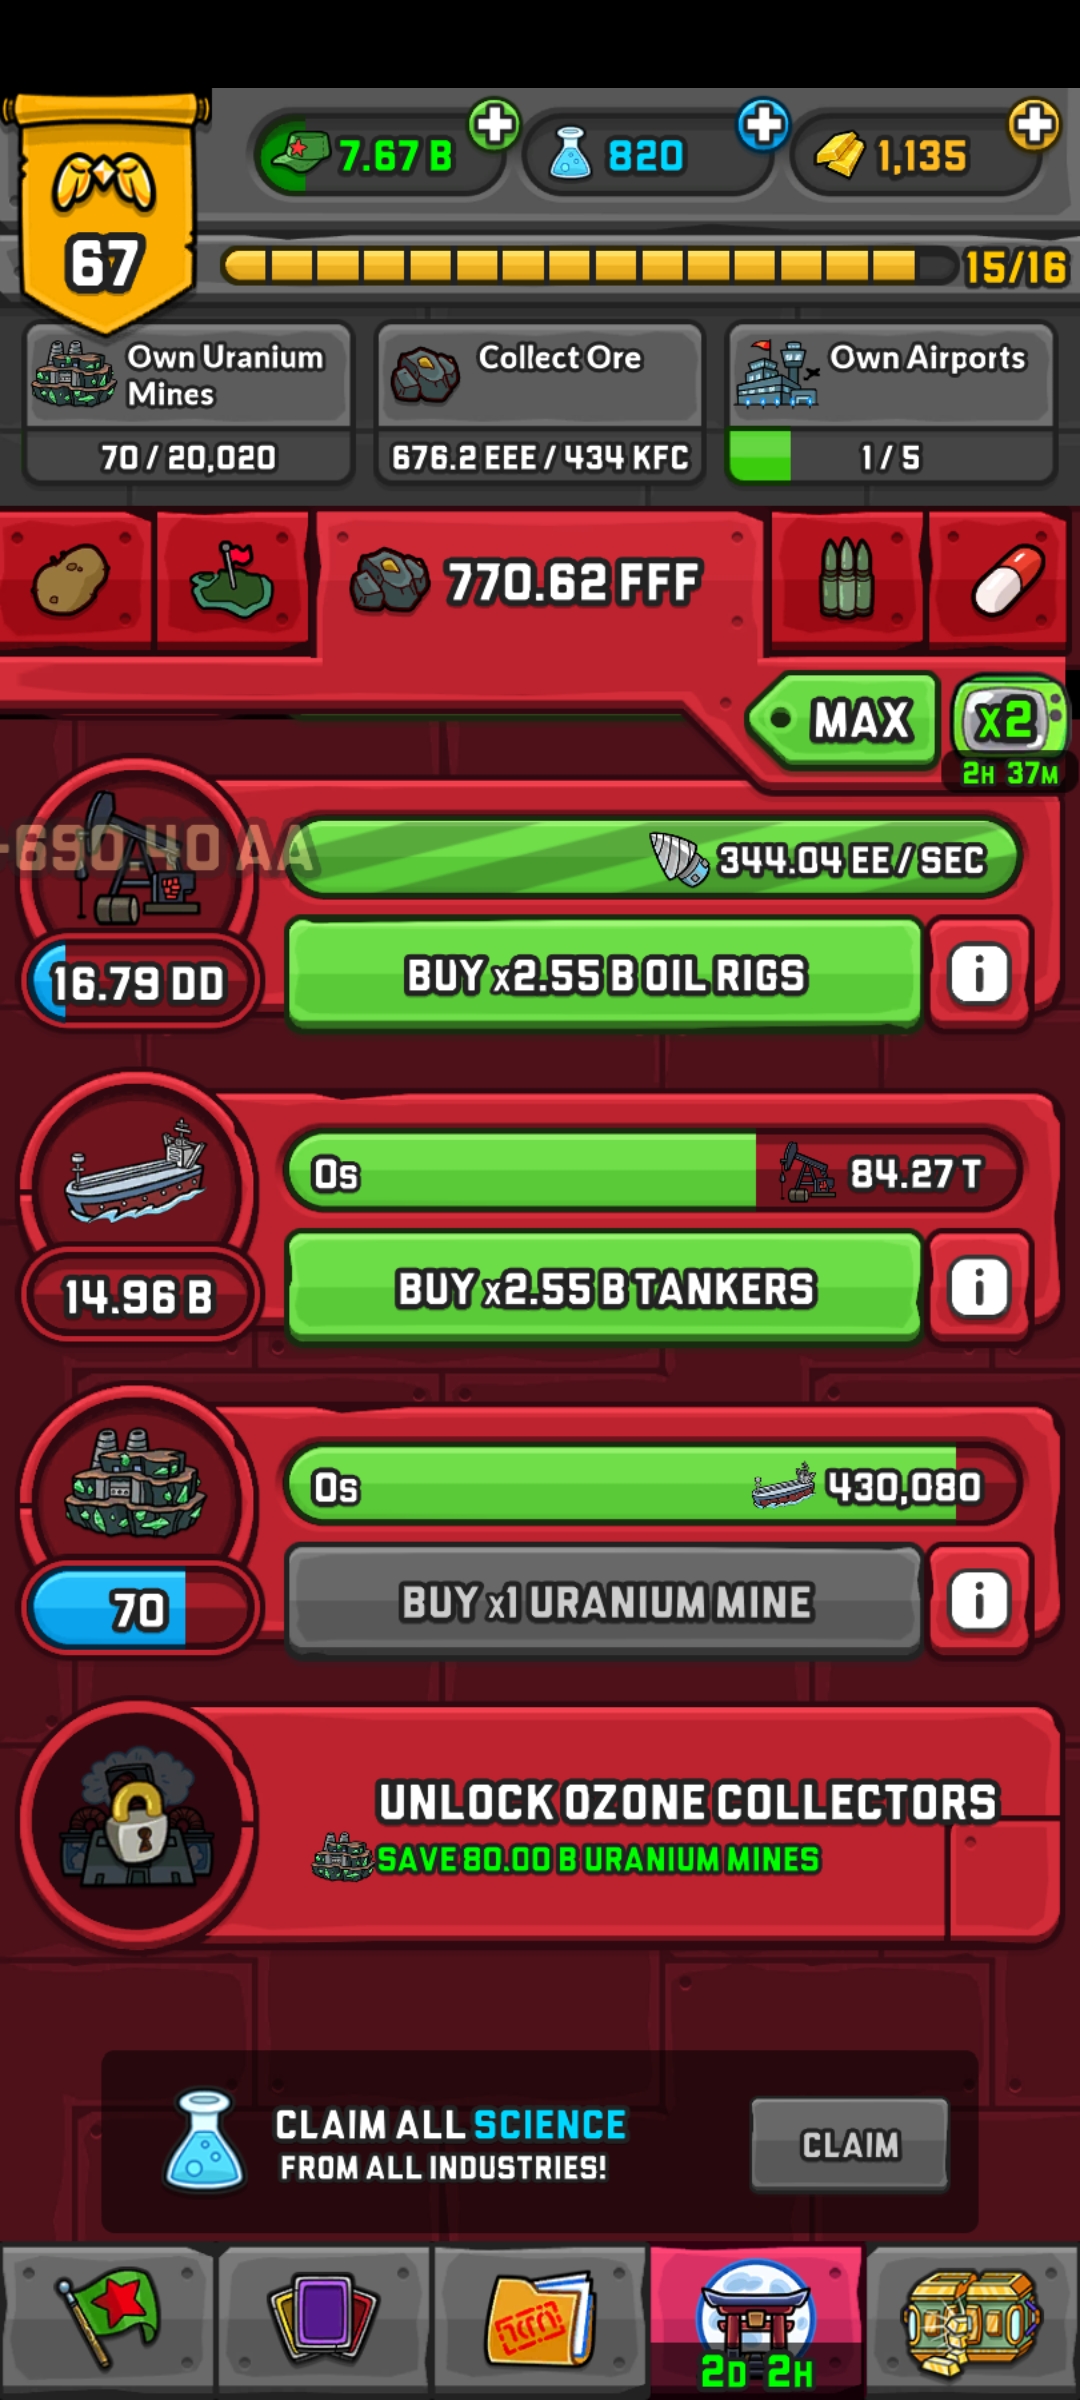 7.67 B
820
1,135
67
15/16
Own Uranium
Mines
70 / 20,020
Collect Ore
676.2 EEE / 434 KFC
Own Airports
1 / 5
770.62 FFF
MAX
x2
2H 37M
-690.40 AA
344.04 EE / SEC
16.79 DD
BUY x2.55 B OIL RIGS
i
0s
84.27 T
14.96 B
BUY x2.55 B TANKERS
i
0s
430,080
70
BUY x1 URANIUM MINE
i
UNLOCK OZONE COLLECTORS
SAVE 80.00 B URANIUM MINES
CLAIM ALL SCIENCE
FROM ALL INDUSTRIES!
CLAIM
2D 2H